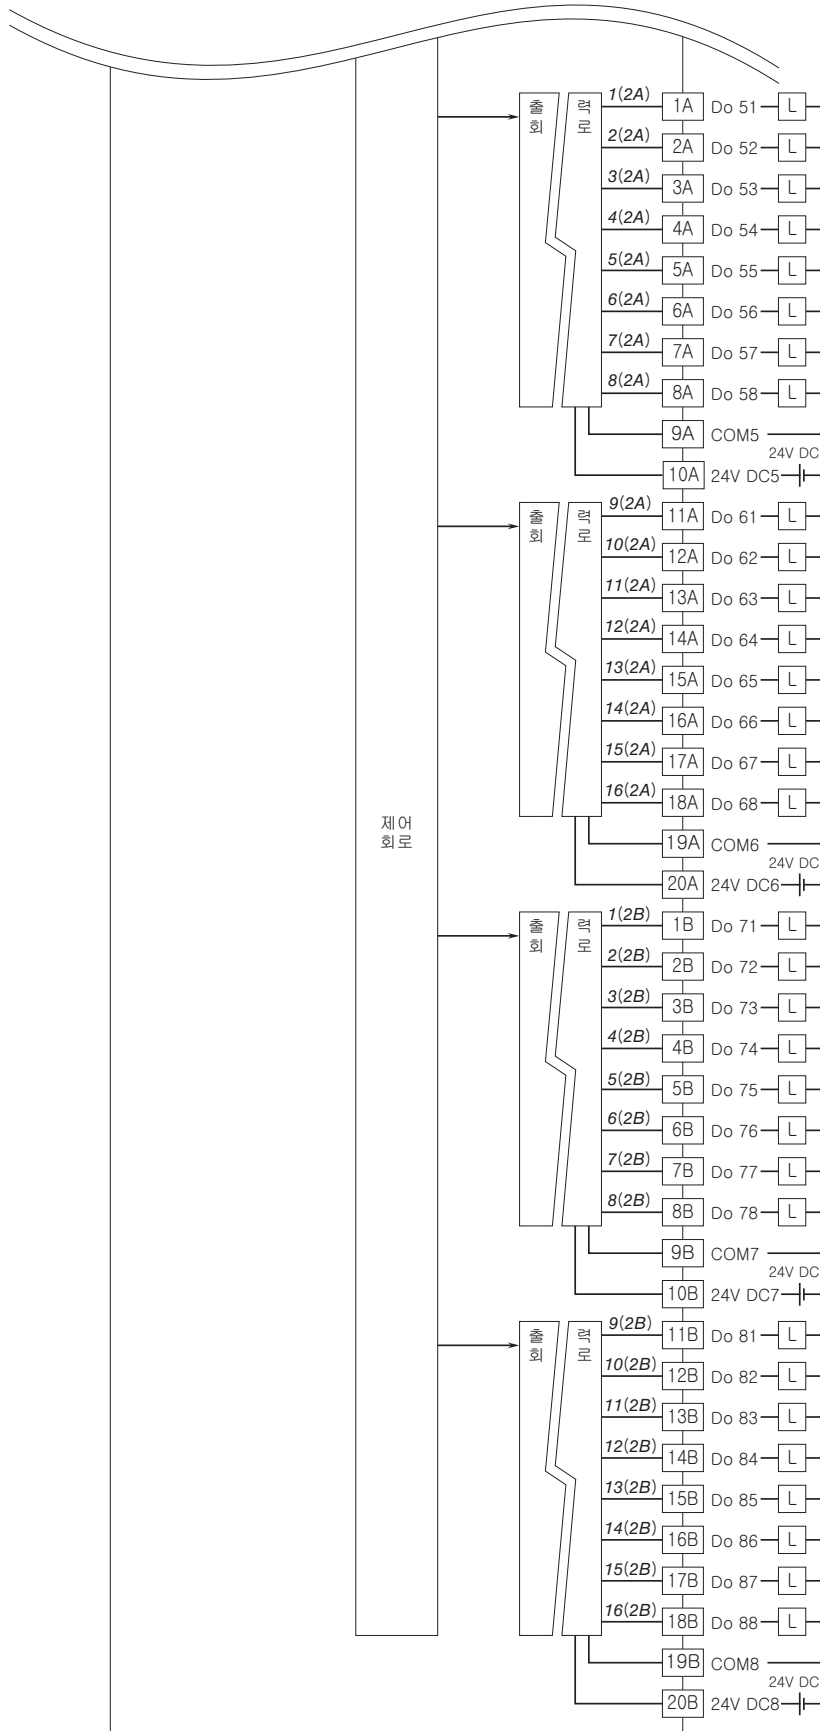 출 력
회 로
1(2A) 1A Do 51 L
2(2A) 2A Do 52 L
3(2A) 3A Do 53 L
4(2A) 4A Do 54 L
5(2A) 5A Do 55 L
6(2A) 6A Do 56 L
7(2A) 7A Do 57 L
8(2A) 8A Do 58 L
9A COM5
24V DC
10A 24V DC5
출 력
회 로
9(2A) 11A Do 61 L
10(2A) 12A Do 62 L
11(2A) 13A Do 63 L
12(2A) 14A Do 64 L
13(2A) 15A Do 65 L
14(2A) 16A Do 66 L
15(2A) 17A Do 67 L
16(2A) 18A Do 68 L
제어
회로
19A COM6
24V DC
20A 24V DC6
출 력
회 로
1(2B) 1B Do 71 L
2(2B) 2B Do 72 L
3(2B) 3B Do 73 L
4(2B) 4B Do 74 L
5(2B) 5B Do 75 L
6(2B) 6B Do 76 L
7(2B) 7B Do 77 L
8(2B) 8B Do 78 L
9B COM7
24V DC
10B 24V DC7
출 력
회 로
9(2B) 11B Do 81 L
10(2B) 12B Do 82 L
11(2B) 13B Do 83 L
12(2B) 14B Do 84 L
13(2B) 15B Do 85 L
14(2B) 16B Do 86 L
15(2B) 17B Do 87 L
16(2B) 18B Do 88 L
19B COM8
24V DC
20B 24V DC8